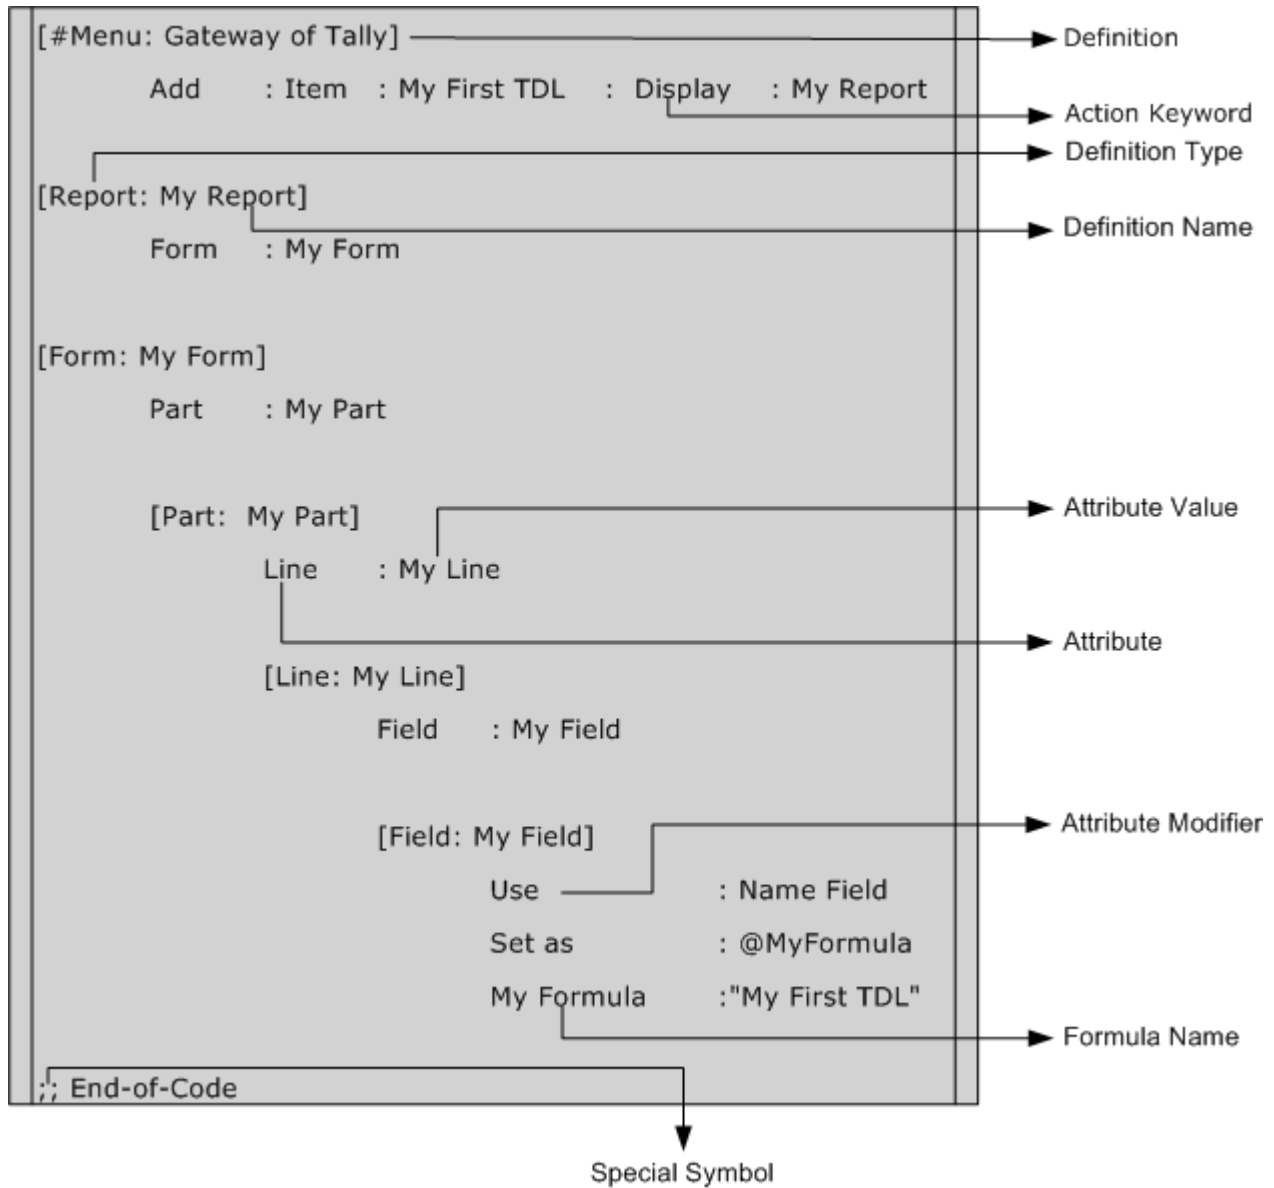 [#Menu: Gateway of Tally]
Definition
Add : Item : My First TDL : Display : My Report
Action Keyword
Definition Type
[Report: My Report]
Definition Name
Form : My Form
[Form: My Form]
Part : My Part
[Part: My Part]
Attribute Value
Line : My Line
Attribute
[Line: My Line]
Field : My Field
[Field: My Field]
Attribute Modifier
Use : Name Field
Set as : @MyFormula
My Formula :"My First TDL"
Formula Name
;; End-of-Code
Special Symbol